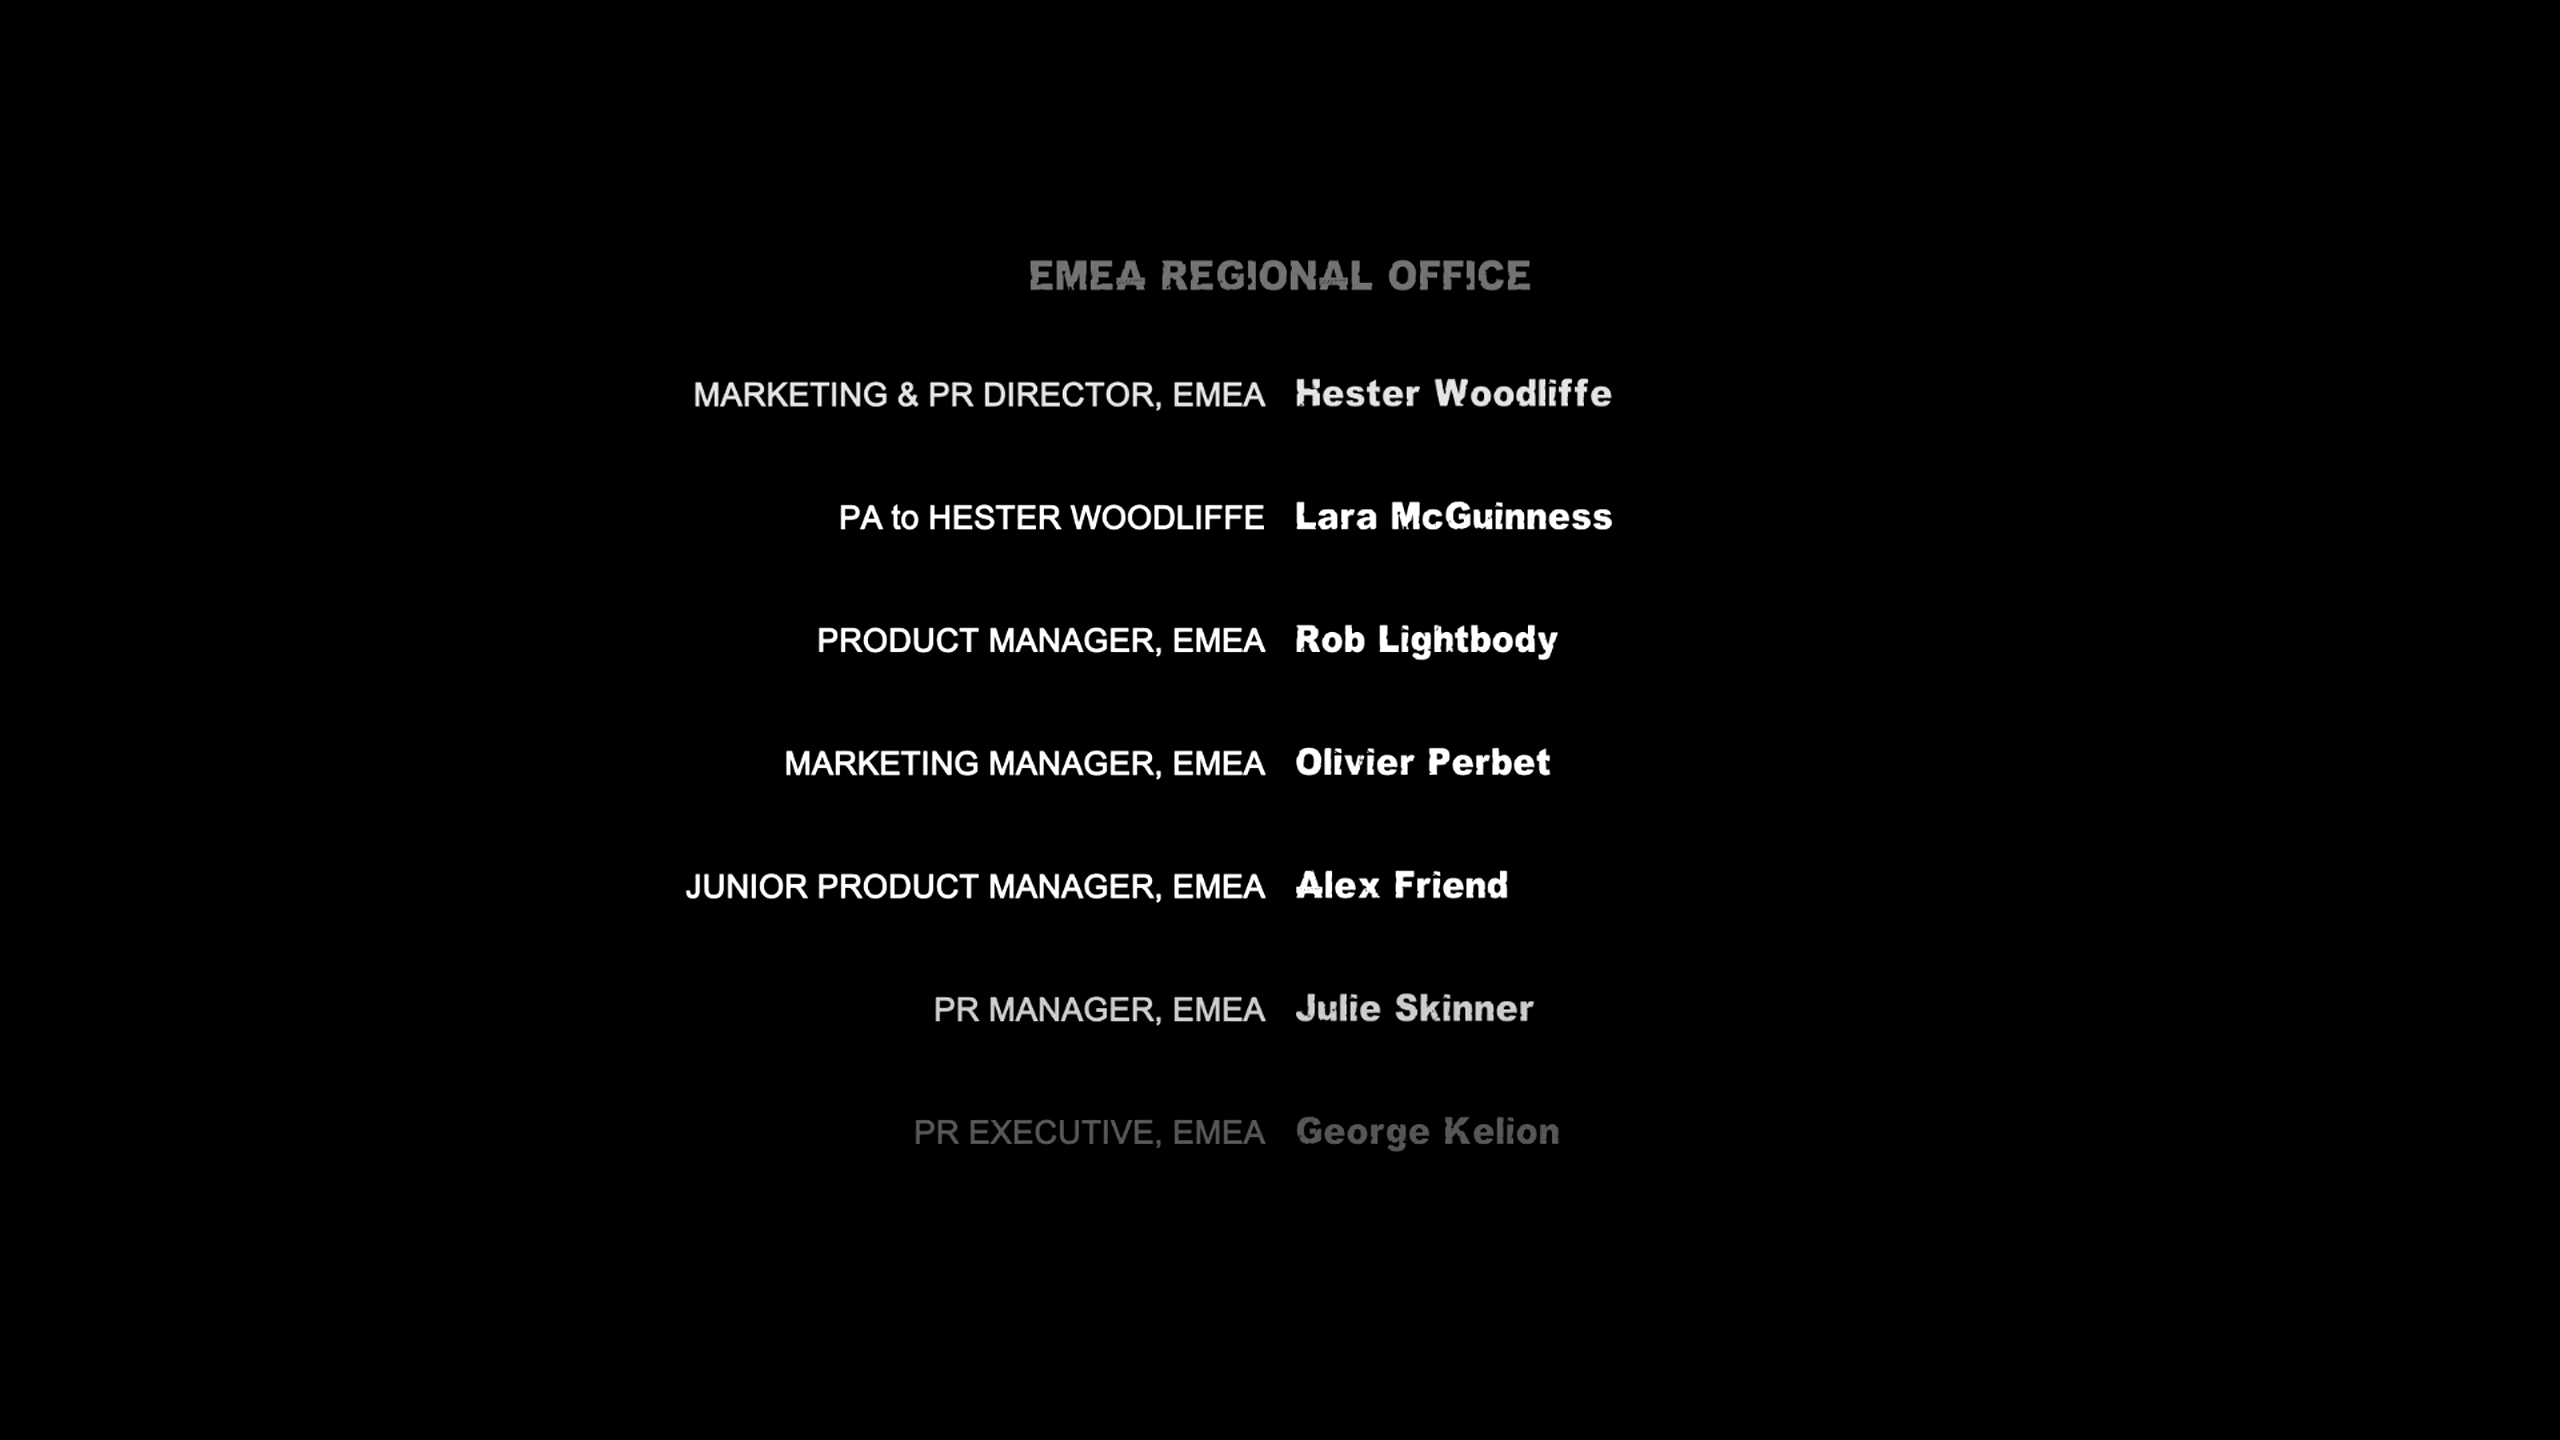 EMEA REGIONAL OFFICE
MARKETING & PR DIRECTOR, EMEA Hester Woodliffe
PA to HESTER WOODLIFFE Lara McGuinness
PRODUCT MANAGER, EMEA Rob Lightbody
MARKETING MANAGER, EMEA Olivier Perbet
JUNIOR PRODUCT MANAGER, EMEA Alex Friend
PR MANAGER, EMEA Julie Skinner
PR EXECUTIVE, EMEA George Kelion